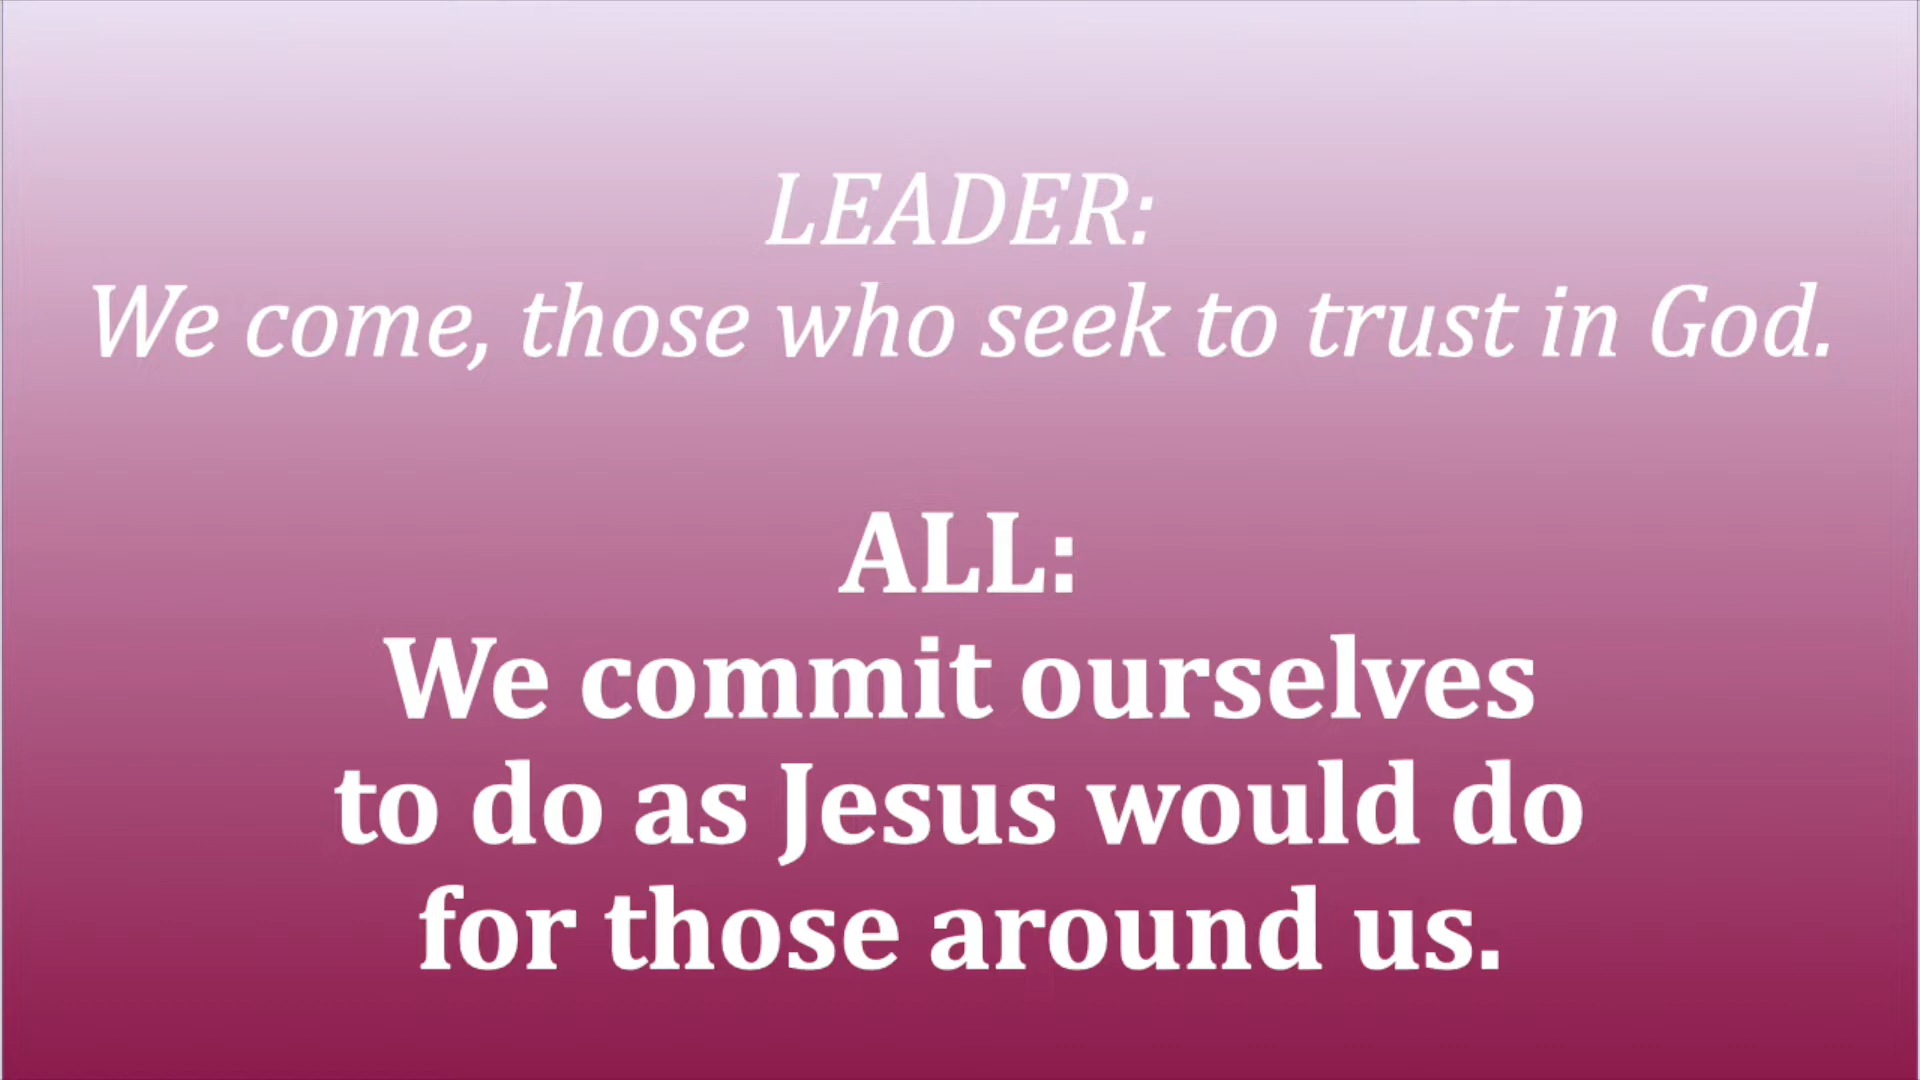 LEADER:
We come, those who seek to trust in God.
ALL:
We commit ourselves
to do as Jesus would do
for those around us.